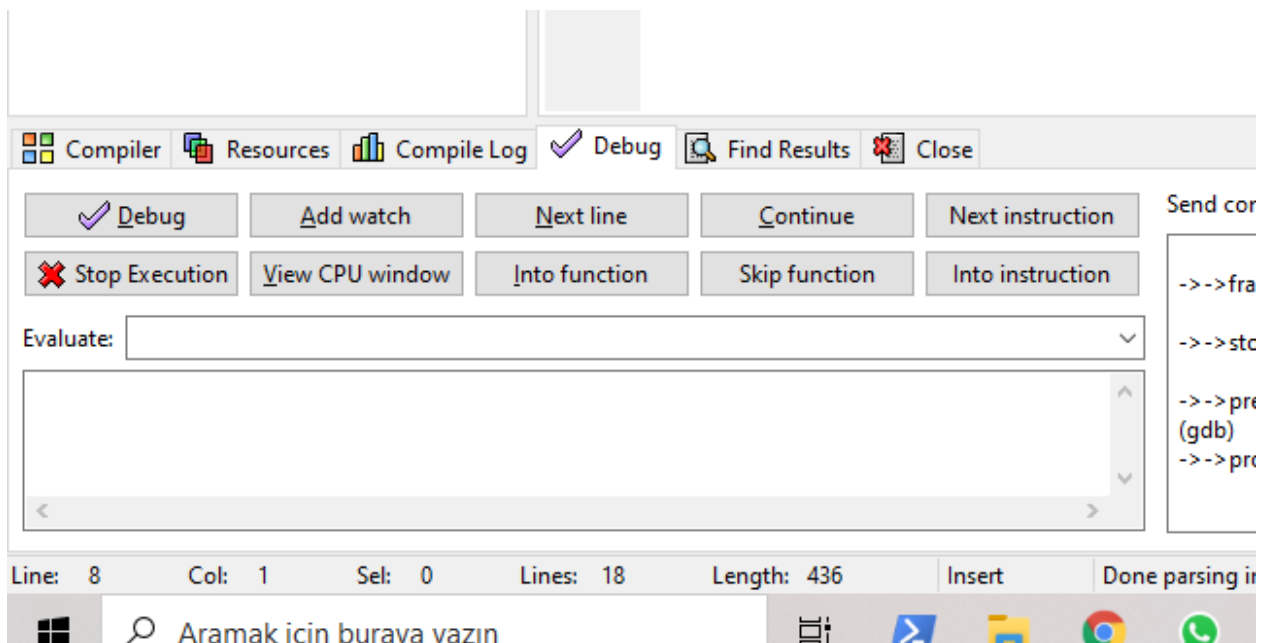 Compiler Resources Compile Log Debug Find Results Close
Debug Add watch Next line Continue Next instruction Send
Stop Execution View CPU window Into function Skip function Into instruction
->->fra
Evaluate:
->->sto
->->pre
(gdb)
->->pro
Line: 8 Col: 1 Sel: 0 Lines: 18 Length: 436 Insert Done parsing
Aramak için buraya yazın